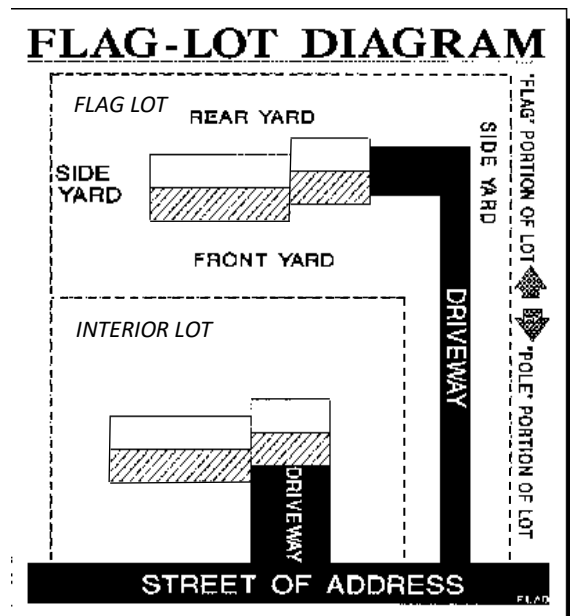 FLAG-LOT DIAGRAM
FLAG LOT
REAR YARD
SIDE
YARD
SIDE YARD
"FLAG" PORTION OF LOT
FRONT YARD
INTERIOR LOT
DRIVEWAY
"POLE" PORTION OF LOT
DRIVEWAY
STREET OF ADDRESS